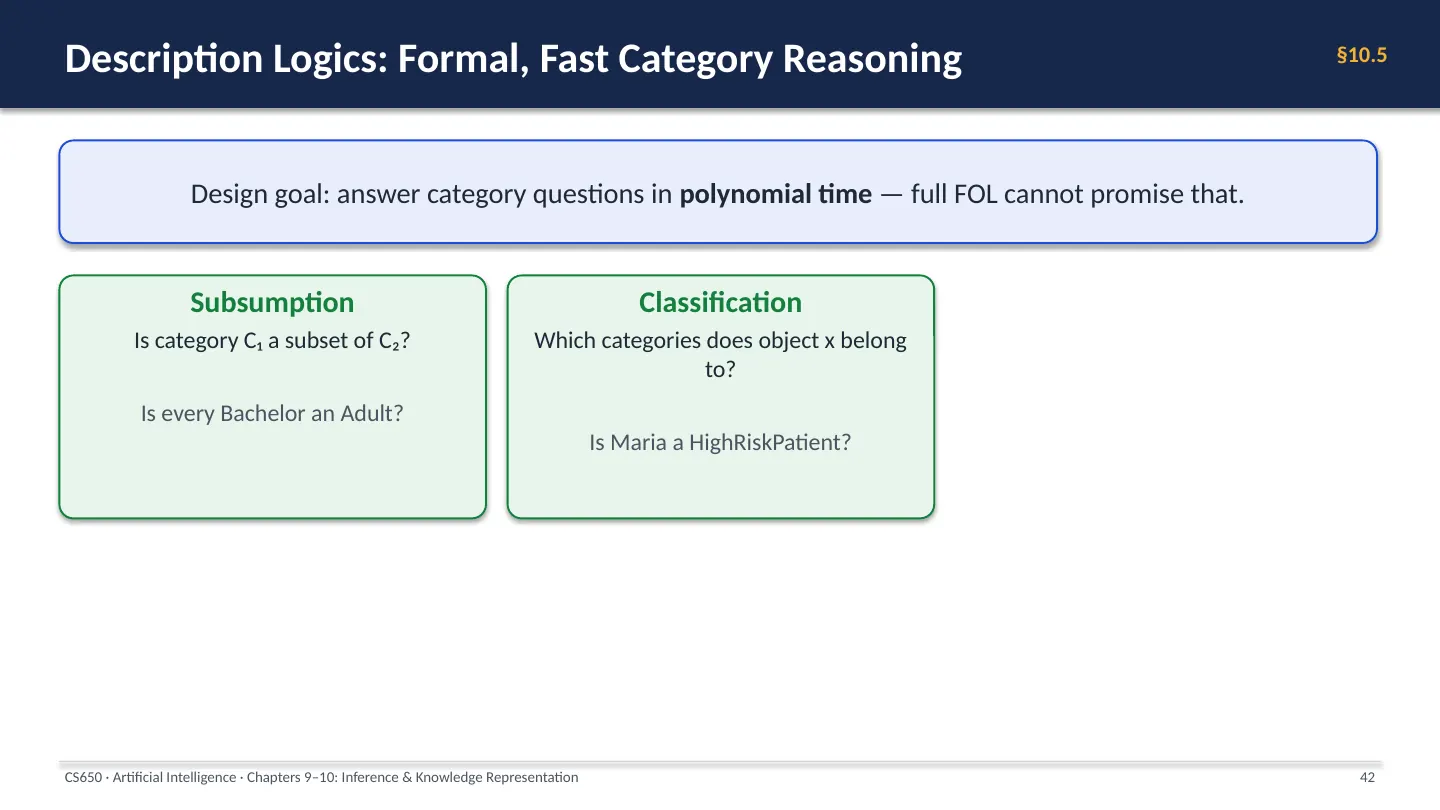 Description Logics: Formal, Fast Category Reasoning
§10.5
Design goal: answer category questions in polynomial time — full FOL cannot promise that.
Subsumption
Is category C₁ a subset of C₂?
Is every Bachelor an Adult?
Classification
Which categories does object x belong
to?
Is Maria a HighRiskPatient?
CS650 · Artificial Intelligence · Chapters 9–10: Inference & Knowledge Representation
42